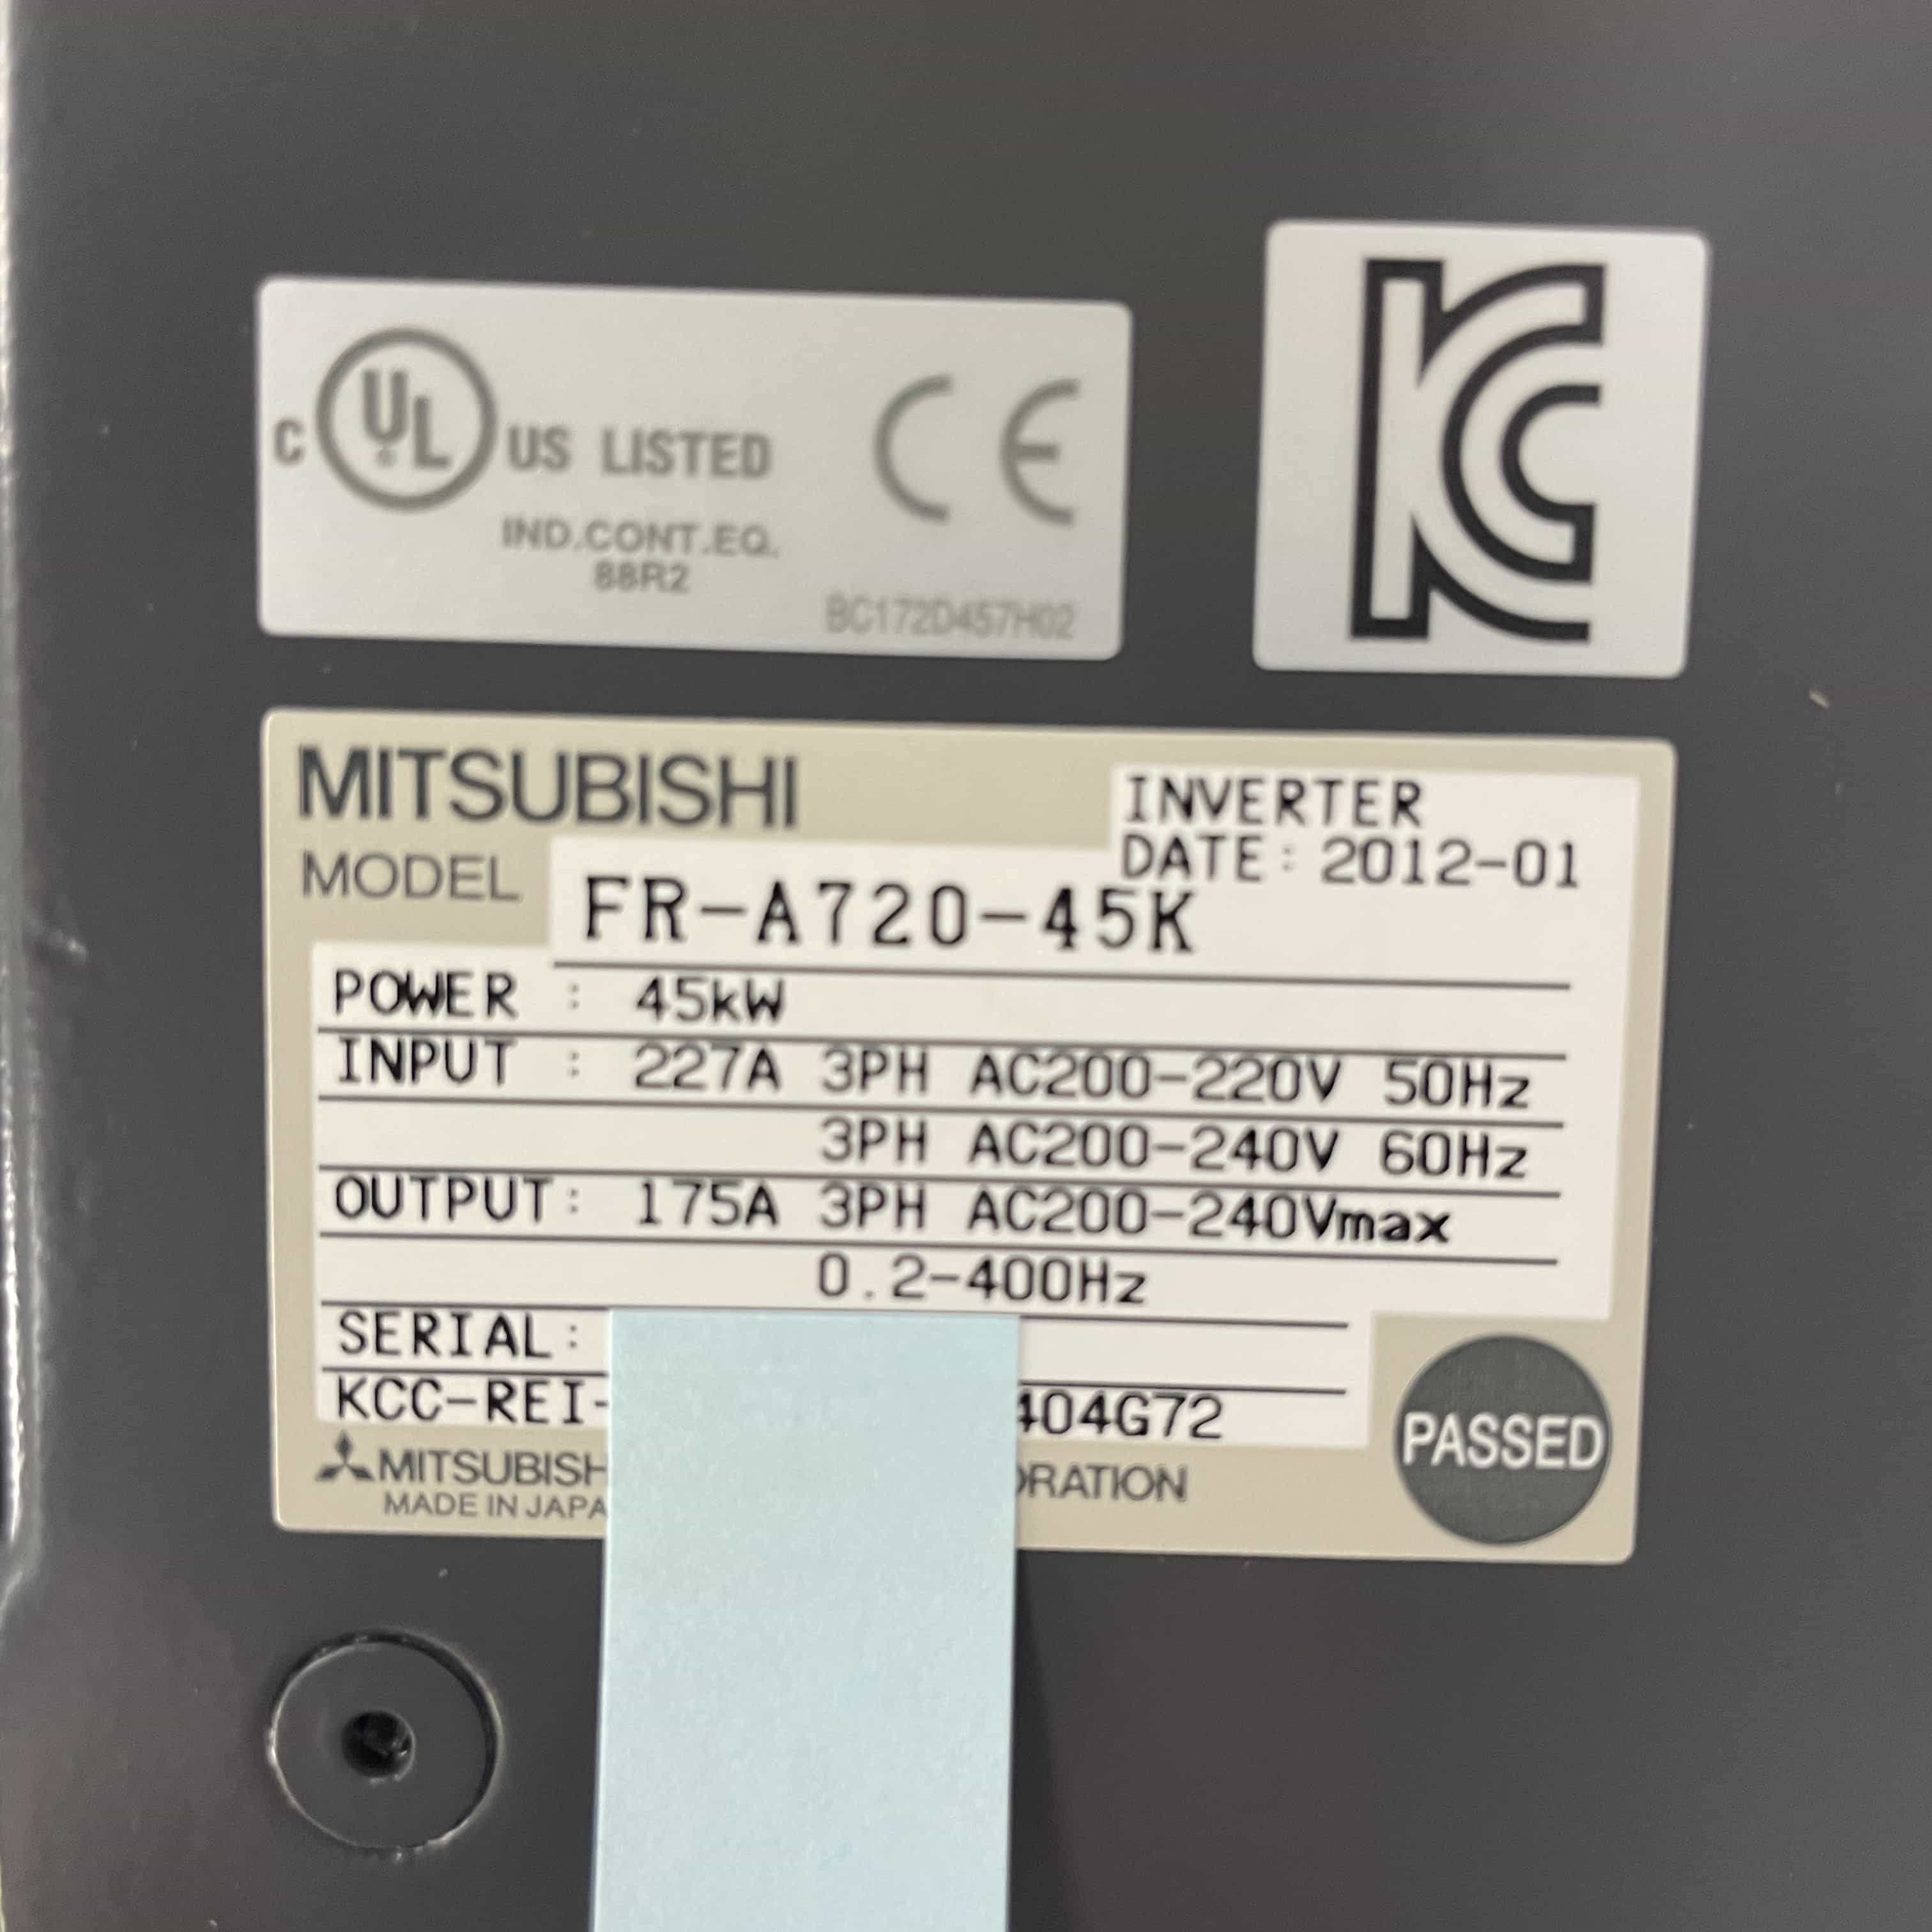 C UL US LISTED
IND.CONT.EQ.
88R2
BC172D457H02
CE
KC
MITSUBISHI
INVERTER
DATE: 2012-01
MODEL FR-A720-45K
POWER : 45kW
INPUT : 227A 3PH AC200-220V 50Hz
3PH AC200-240V 60Hz
OUTPUT: 175A 3PH AC200-240Vmax
0.2-400Hz
SERIAL:
KCC-REI- 404G72
MITSUBISH ORATION
MADE IN JAPA
PASSED